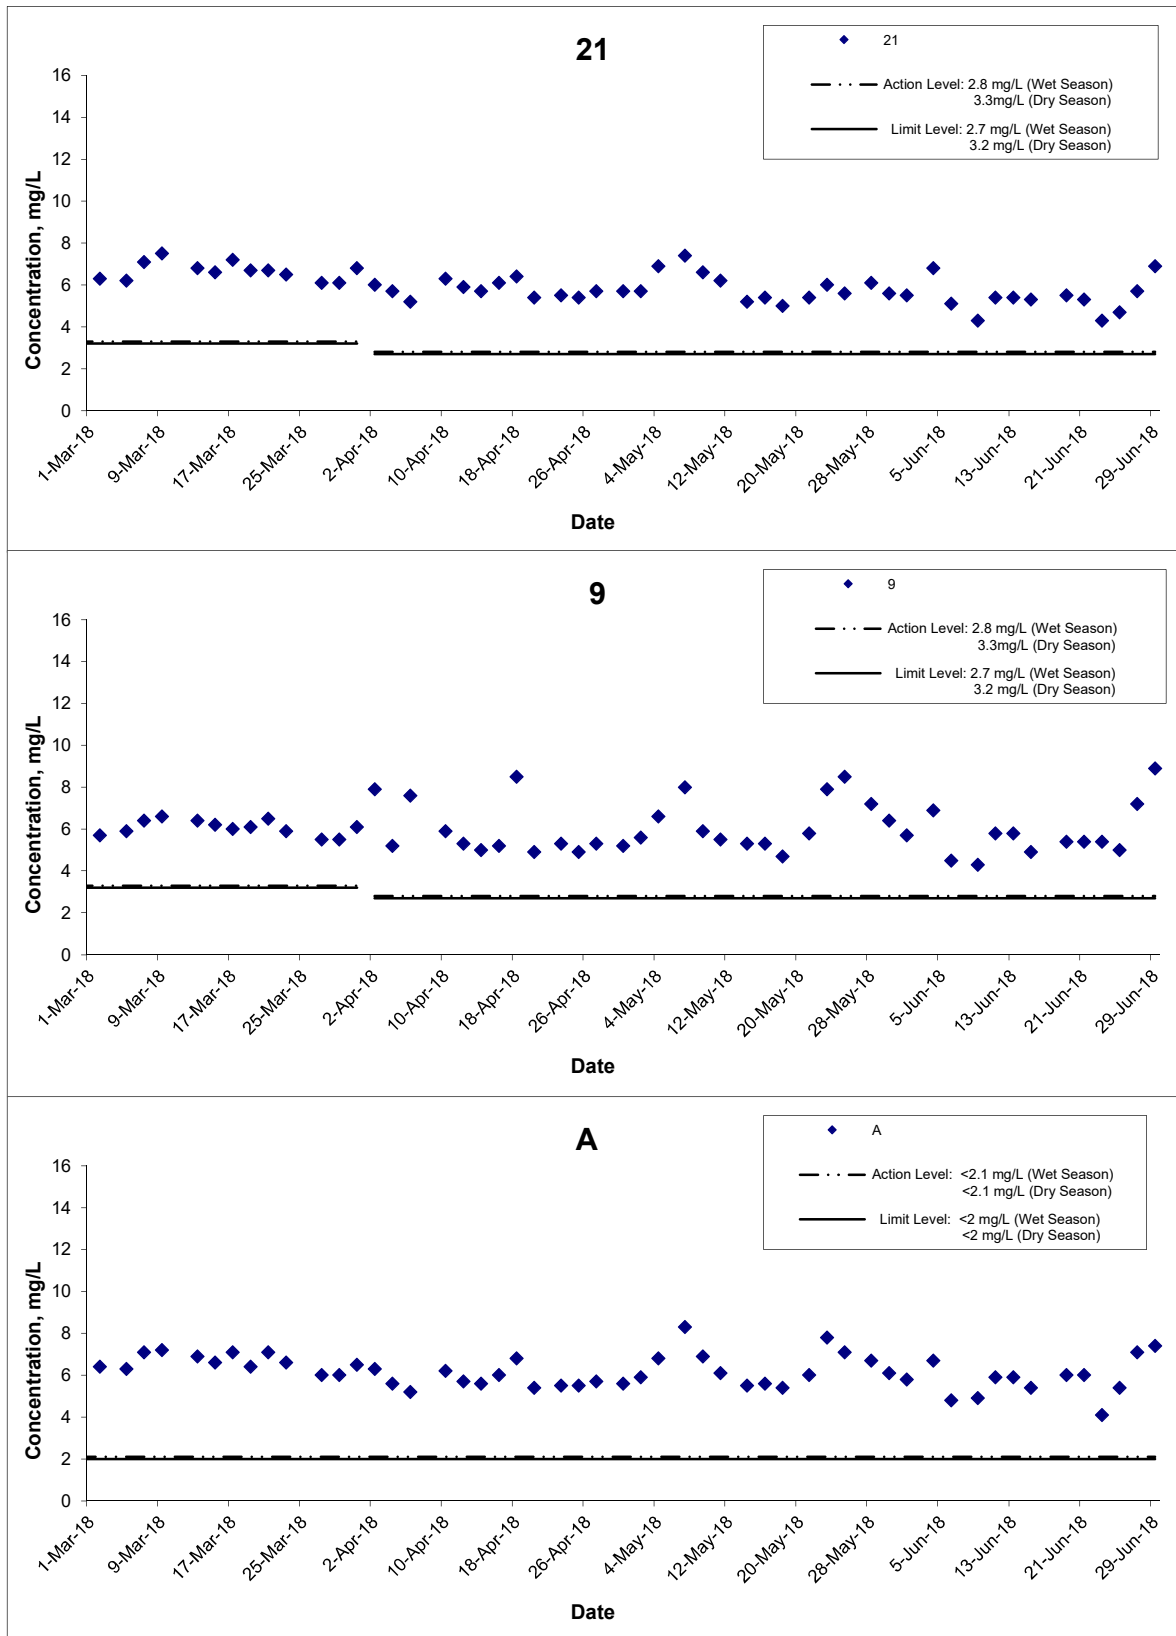 21
21
Action Level: 2.8 mg/L (Wet Season)
3.3mg/L (Dry Season)
Limit Level: 2.7 mg/L (Wet Season)
3.2 mg/L (Dry Season)
Concentration, mg/L
16
14
12
10
8
6
4
2
0
1-Mar-18
9-Mar-18
17-Mar-18
25-Mar-18
2-Apr-18
10-Apr-18
18-Apr-18
26-Apr-18
4-May-18
12-May-18
20-May-18
28-May-18
5-Jun-18
13-Jun-18
21-Jun-18
29-Jun-18
Date
9
9
Action Level: 2.8 mg/L (Wet Season)
3.3mg/L (Dry Season)
Limit Level: 2.7 mg/L (Wet Season)
3.2 mg/L (Dry Season)
Concentration, mg/L
16
14
12
10
8
6
4
2
0
1-Mar-18
9-Mar-18
17-Mar-18
25-Mar-18
2-Apr-18
10-Apr-18
18-Apr-18
26-Apr-18
4-May-18
12-May-18
20-May-18
28-May-18
5-Jun-18
13-Jun-18
21-Jun-18
29-Jun-18
Date
A
A
Action Level: <2.1 mg/L (Wet Season)
<2.1 mg/L (Dry Season)
Limit Level: <2 mg/L (Wet Season)
<2 mg/L (Dry Season)
Concentration, mg/L
16
14
12
10
8
6
4
2
0
1-Mar-18
9-Mar-18
17-Mar-18
25-Mar-18
2-Apr-18
10-Apr-18
18-Apr-18
26-Apr-18
4-May-18
12-May-18
20-May-18
28-May-18
5-Jun-18
13-Jun-18
21-Jun-18
29-Jun-18
Date